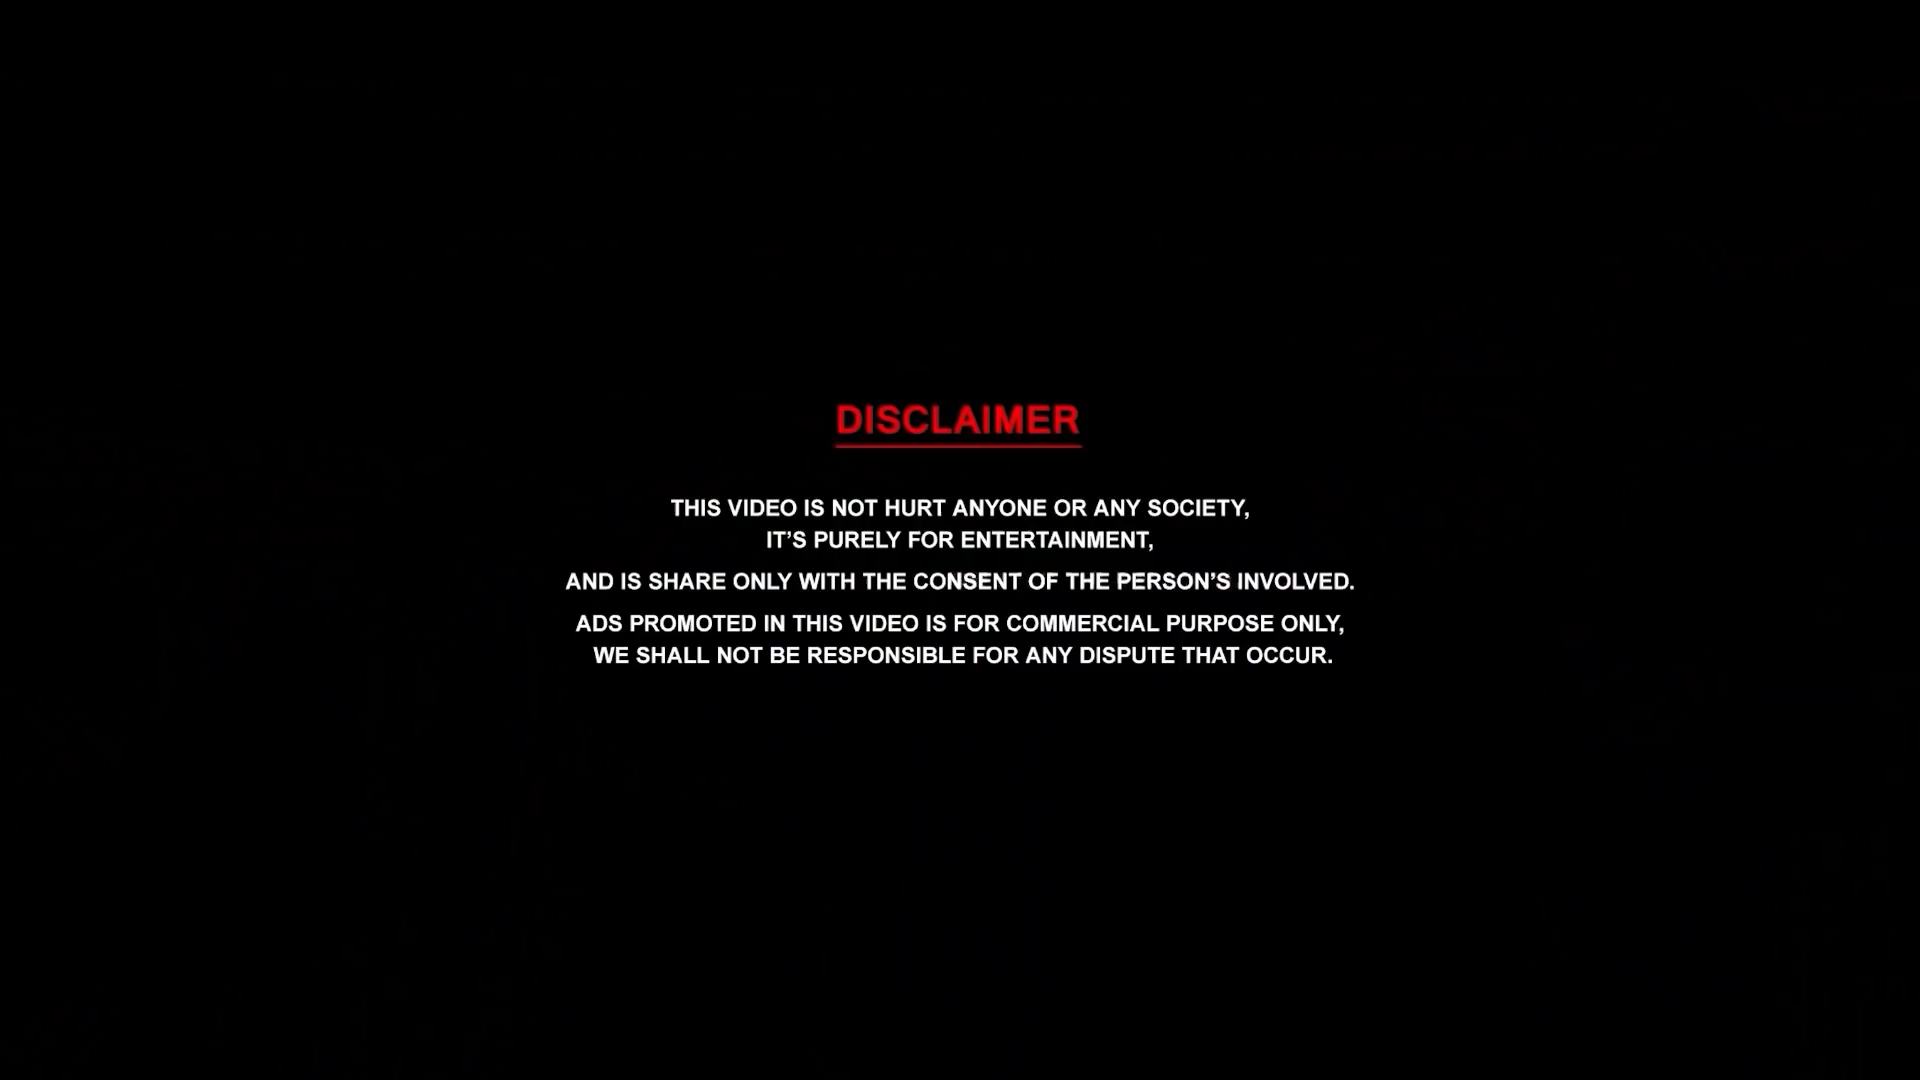 DISCLAIMER
THIS VIDEO IS NOT HURT ANYONE OR ANY SOCIETY,
IT’S PURELY FOR ENTERTAINMENT,
AND IS SHARE ONLY WITH THE CONSENT OF THE PERSON’S INVOLVED.
ADS PROMOTED IN THIS VIDEO IS FOR COMMERCIAL PURPOSE ONLY,
WE SHALL NOT BE RESPONSIBLE FOR ANY DISPUTE THAT OCCUR.